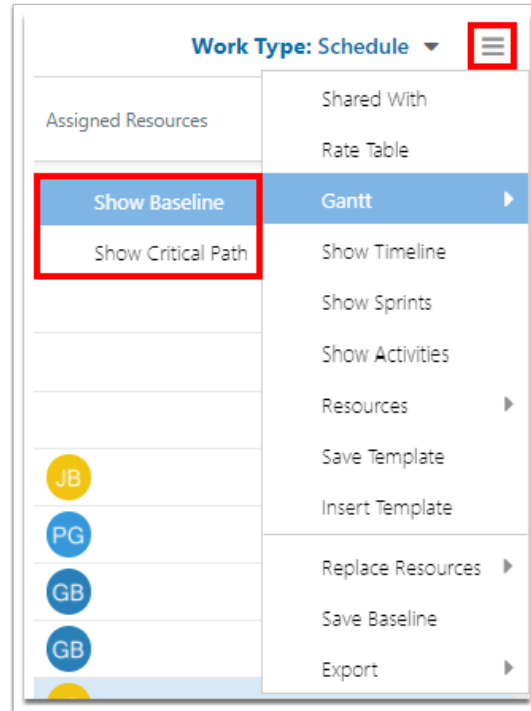 Work Type: Schedule
Assigned Resources
Shared With
Rate Table
Show Baseline
Gantt
Show Critical Path
Show Timeline
Show Sprints
Show Activities
Resources
JB
Save Template
PG
Insert Template
GB
Replace Resources
GB
Save Baseline
Export